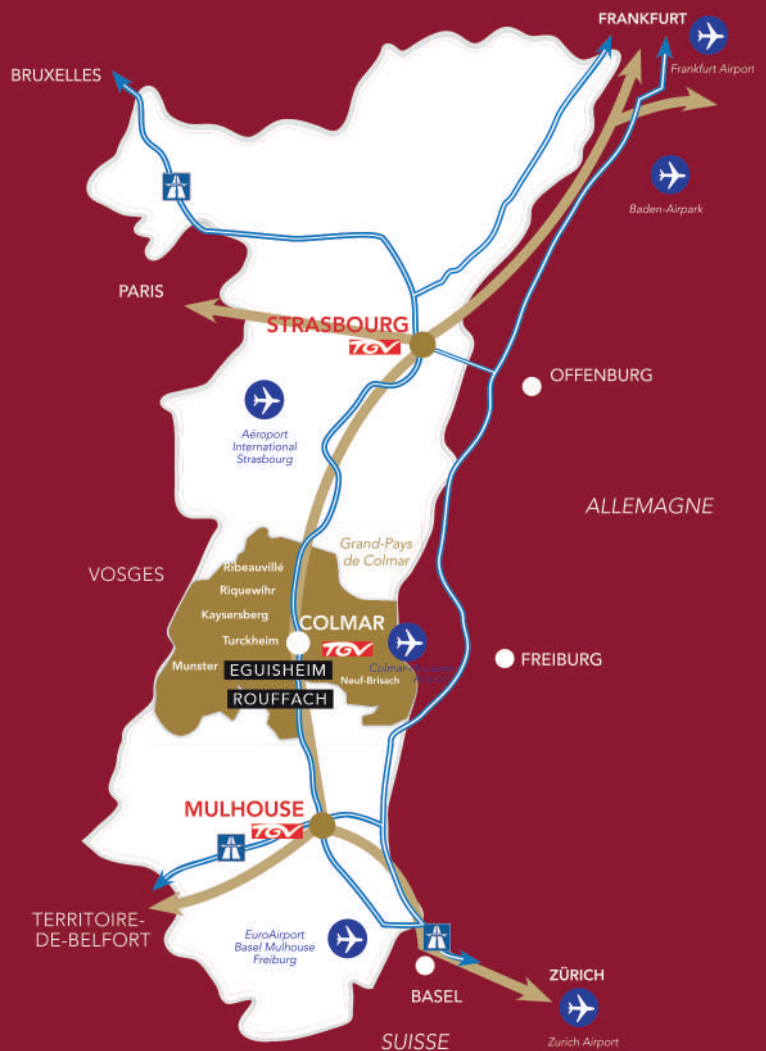 FRANKFURT
Frankfurt Airport
BRUXELLES
Baden-Airpark
PARIS
STRASBOURG
TGV
OFFENBURG
Aéroport
International
Strasbourg
ALLEMAGNE
Grand-Pays
de Colmar
VOSGES
Ribeauvillé
Riquewihr
Kaysersberg
COLMAR
Turckheim
TGV
Munster
EGUISHEIM
Colmar-
Neuf-Brisach
FREIBURG
ROUFFACH
MULHOUSE
TGV
TERRITOIRE-
DE-BELFORT
EuroAirport
Basel Mulhouse
Freiburg
BASEL
ZÜRICH
SUISSE
Zurich Airport